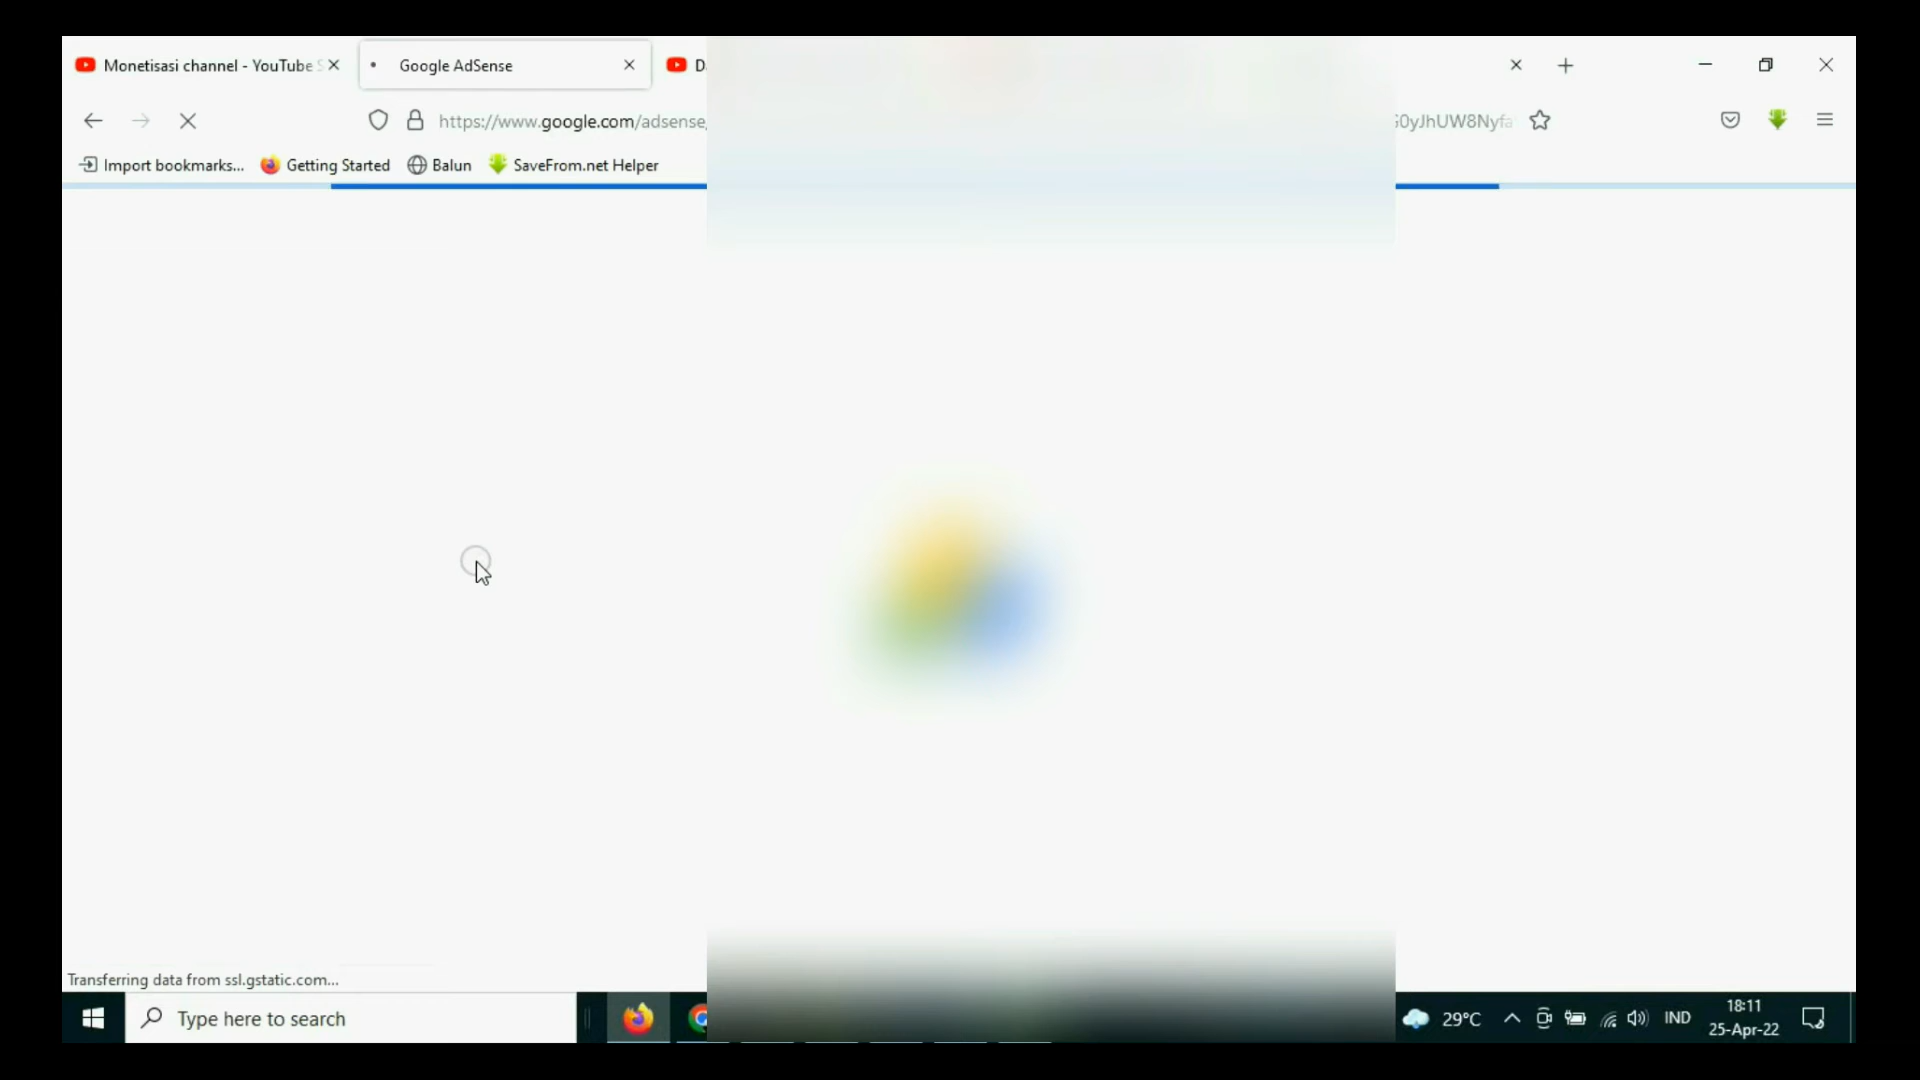 Monetisasi channel - YouTube S
Google AdSense
D
https://www.google.com/adsense
0yJhUW8Nyfa
Import bookmarks...
Getting Started
Balun
SaveFrom.net Helper
Transferring data from ssl.gstatic.com...
Type here to search
29°C
IND
18:11
25-Apr-22